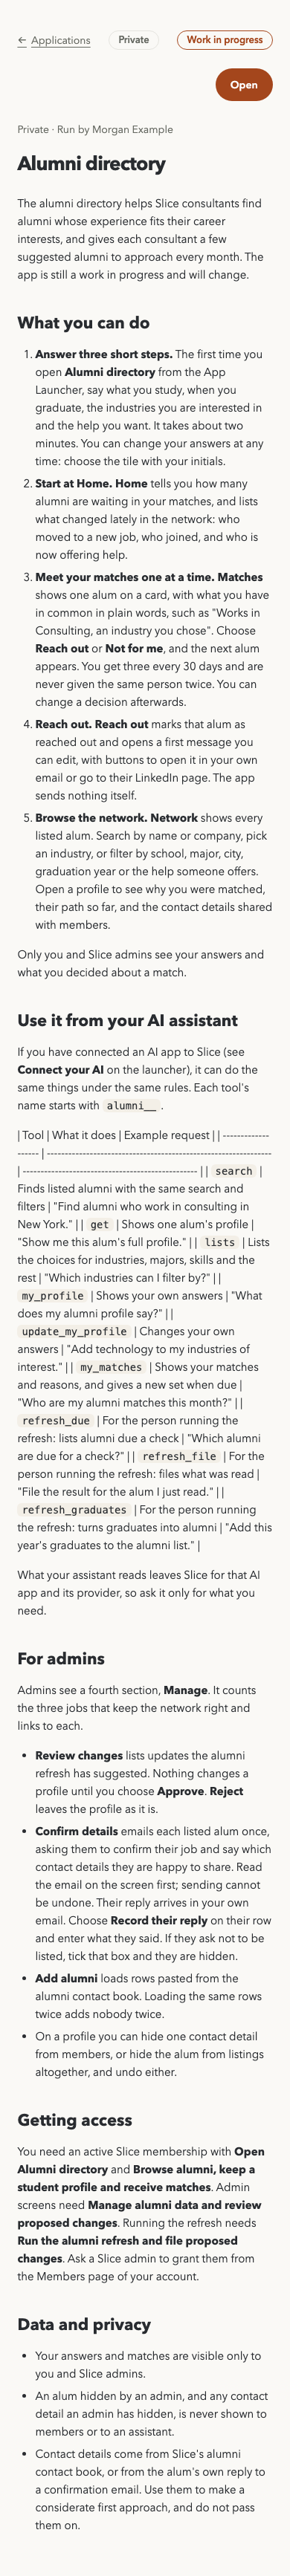 ← Applications Private Work in progress
Open
Private · Run by Morgan Example
Alumni directory
The alumni directory helps Slice consultants find
alumni whose experience fits their career
interests, and gives each consultant a few
suggested alumni to approach every month. The
app is still a work in progress and will change.
What you can do
1. Answer three short steps. The first time you
open Alumni directory from the App
Launcher, say what you study, when you
graduate, the industries you are interested in
and the help you want. It takes about two
minutes. You can change your answers at any
time: choose the tile with your initials.
2. Start at Home. Home tells you how many
alumni are waiting in your matches, and lists
what changed lately in the network: who
moved to a new job, who joined, and who is
now offering help.
3. Meet your matches one at a time. Matches
shows one alum on a card, with what you have
in common in plain words, such as "Works in
Consulting, an industry you chose". Choose
Reach out or Not for me, and the next alum
appears. You get three every 30 days and are
never given the same person twice. You can
change a decision afterwards.
4. Reach out. Reach out marks that alum as
reached out and opens a first message you
can edit, with buttons to open it in your own
email or go to their LinkedIn page. The app
sends nothing itself.
5. Browse the network. Network shows every
listed alum. Search by name or company, pick
an industry, or filter by school, major, city,
graduation year or the help someone offers.
Open a profile to see why you were matched,
their path so far, and the contact details shared
with members.
Only you and Slice admins see your answers and
what you decided about a match.
Use it from your AI assistant
If you have connected an AI app to Slice (see
Connect your AI on the launcher), it can do the
same things under the same rules. Each tool's
name starts with alumni__ .
| Tool | What it does | Example request | | -----------------
------ | ----------------------------------------------------------------
| -------------------------------------------------- | | search |
Finds listed alumni with the same search and
filters | "Find alumni who work in consulting in
New York." | | get | Shows one alum's profile |
"Show me this alum's full profile." | | lists | Lists
the choices for industries, majors, skills and the
rest | "Which industries can I filter by?" | |
my_profile | Shows your own answers | "What
does my alumni profile say?" | |
update_my_profile | Changes your own
answers | "Add technology to my industries of
interest." | | my_matches | Shows your matches
and reasons, and gives a new set when due |
"Who are my alumni matches this month?" | |
refresh_due | For the person running the
refresh: lists alumni due a check | "Which alumni
are due for a check?" | | refresh_file | For the
person running the refresh: files what was read |
"File the result for the alum I just read." | |
refresh_graduates | For the person running
the refresh: turns graduates into alumni | "Add this
year's graduates to the alumni list." |
What your assistant reads leaves Slice for that AI
app and its provider, so ask it only for what you
need.
For admins
Admins see a fourth section, Manage. It counts
the three jobs that keep the network right and
links to each.
• Review changes lists updates the alumni
refresh has suggested. Nothing changes a
profile until you choose Approve. Reject
leaves the profile as it is.
• Confirm details emails each listed alum once,
asking them to confirm their job and say which
contact details they are happy to share. Read
the email on the screen first; sending cannot
be undone. Their reply arrives in your own
email. Choose Record their reply on their row
and enter what they said. If they ask not to be
listed, tick that box and they are hidden.
• Add alumni loads rows pasted from the
alumni contact book. Loading the same rows
twice adds nobody twice.
• On a profile you can hide one contact detail
from members, or hide the alum from listings
altogether, and undo either.
Getting access
You need an active Slice membership with Open
Alumni directory and Browse alumni, keep a
student profile and receive matches. Admin
screens need Manage alumni data and review
proposed changes. Running the refresh needs
Run the alumni refresh and file proposed
changes. Ask a Slice admin to grant them from
the Members page of your account.
Data and privacy
• Your answers and matches are visible only to
you and Slice admins.
• An alum hidden by an admin, and any contact
detail an admin has hidden, is never shown to
members or to an assistant.
• Contact details come from Slice's alumni
contact book, or from the alum's own reply to
a confirmation email. Use them to make a
considerate first approach, and do not pass
them on.